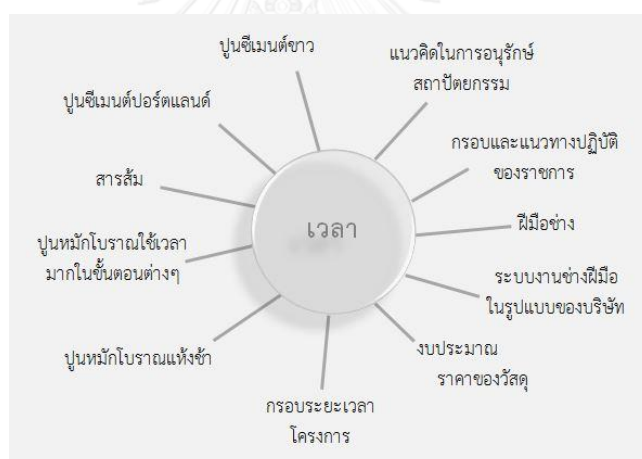 ปูนซีเมนต์ขาว
แนวคิดในการอนุรักษ์
สถาปัตยกรรม
ปูนซีเมนต์ปอร์ตแลนด์
กรอบและแนวทางปฏิบัติ
ของราชการ
สารส้ม
เวลา
ฝีมือช่าง
ปูนหมักโบราณใช้เวลา
มากในขั้นตอนต่างๆ
ระบบงานช่างฝีมือ
ในรูปแบบของบริษัท
ปูนหมักโบราณแห้งช้า
งบประมาณ
ราคาของวัสดุ
กรอบระยะเวลา
โครงการ